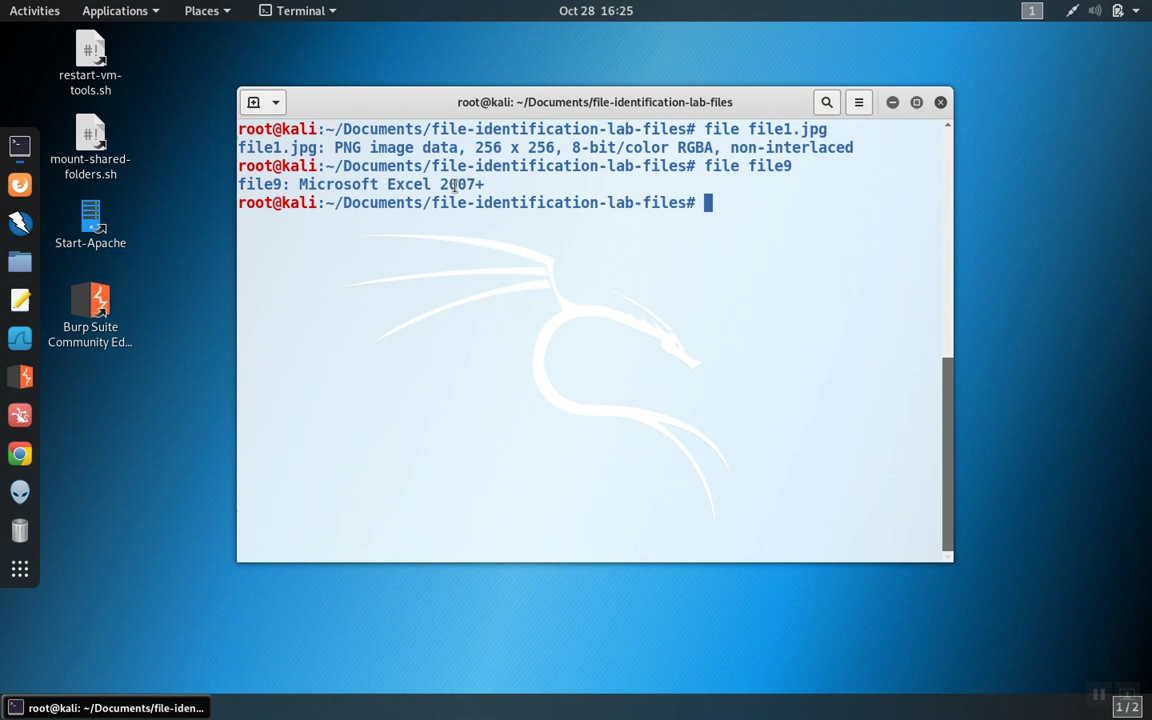 Activities Applications Places Terminal Oct 28 16:25 1
#!
restart-vm-
tools.sh
#!
mount-shared-
folders.sh
Start-Apache
Burp Suite
Community Ed...
root@kali: ~/Documents/file-identification-lab-files
root@kali:~/Documents/file-identification-lab-files# file file1.jpg
file1.jpg: PNG image data, 256 x 256, 8-bit/color RGBA, non-interlaced
root@kali:~/Documents/file-identification-lab-files# file file9
file9: Microsoft Excel 2007+
root@kali:~/Documents/file-identification-lab-files#
root@kali: ~/Documents/file-iden...
1 / 2